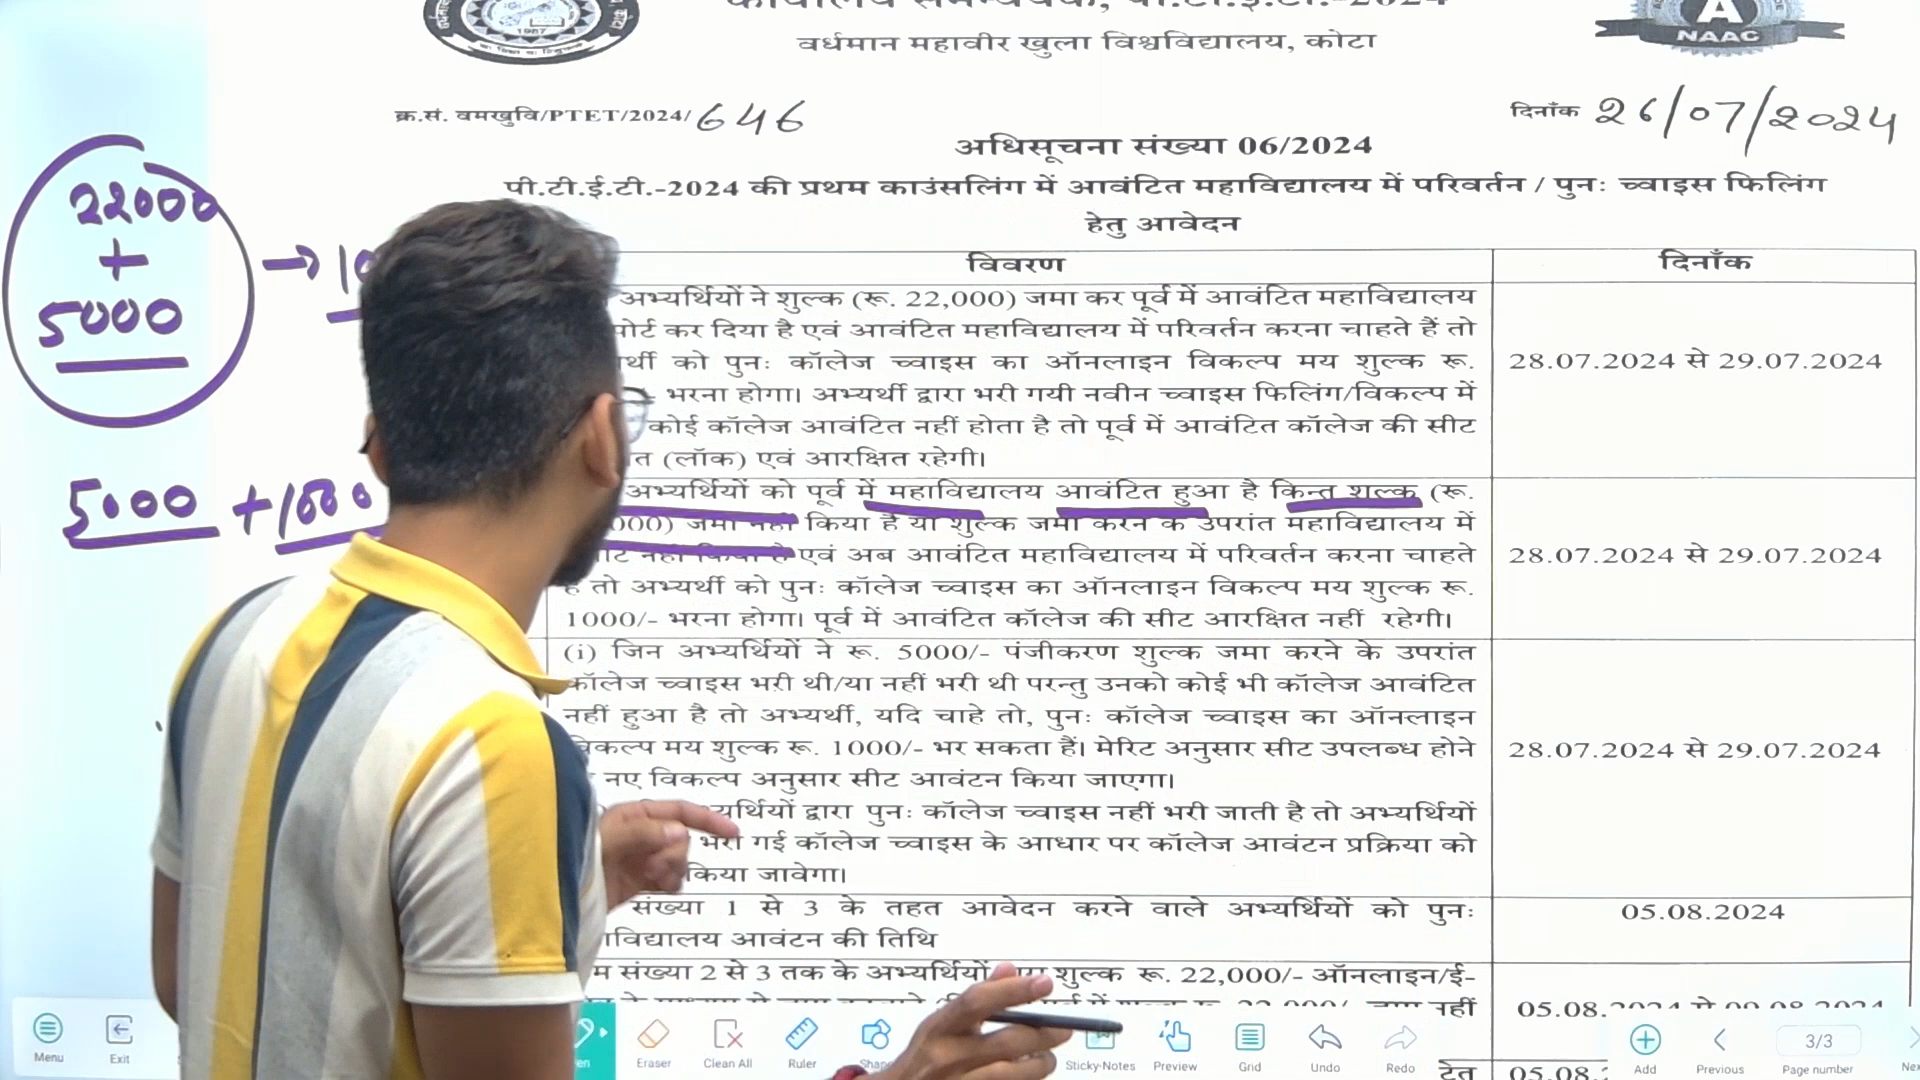 1987
NAAC
A
वर्धमान महावीर खुला विश्वविद्यालय, कोटा
क्र.सं. वमखुवि/PTET/2024/ 646
दिनाँक 26/07/2024
अधिसूचना संख्या 06/2024
पी.टी.ई.टी.-2024 की प्रथम काउंसलिंग में आवंटित महाविद्यालय में परिवर्तन / पुनः च्वाइस फिलिंग
हेतु आवेदन
22000
+
5000
→ 10
5000 + 1000
विवरण
दिनाँक
अभ्यर्थियों ने शुल्क (रू. 22,000) जमा कर पूर्व में आवंटित महाविद्यालय
कर दिया है एवं आवंटित महाविद्यालय में परिवर्तन करना चाहते हैं तो
को पुनः कॉलेज च्वाइस का ऑनलाइन विकल्प मय शुल्क रू.
28.07.2024 से 29.07.2024
- भरना होगा। अभ्यर्थी द्वारा भरी गयी नवीन च्वाइस फिलिंग/विकल्प में
कोई कॉलेज आवंटित नहीं होता है तो पूर्व में आवंटित कॉलेज की सीट
(लॉक) एवं आरक्षित रहेगी।
अभ्यर्थियों को पूर्व में महाविद्यालय आवंटित हुआ है किन्तु शुल्क (रू.
000) जमा नहीं किया है या शुल्क जमा करने के उपरांत महाविद्यालय में
नहीं किया है एवं अब आवंटित महाविद्यालय में परिवर्तन करना चाहते
28.07.2024 से 29.07.2024
है तो अभ्यर्थी को पुनः कॉलेज च्वाइस का ऑनलाइन विकल्प मय शुल्क रू.
1000/- भरना होगा। पूर्व में आवंटित कॉलेज की सीट आरक्षित नहीं रहेगी।
(i) जिन अभ्यर्थियों ने रू. 5000/- पंजीकरण शुल्क जमा करने के उपरांत
कॉलेज च्वाइस भरी थी/या नहीं भरी थी परन्तु उनको कोई भी कॉलेज आवंटित
नहीं हुआ है तो अभ्यर्थी, यदि चाहे तो, पुनः कॉलेज च्वाइस का ऑनलाइन
विकल्प मय शुल्क रू. 1000/- भर सकता हैं। मेरिट अनुसार सीट उपलब्ध होने
28.07.2024 से 29.07.2024
नए विकल्प अनुसार सीट आवंटन किया जाएगा।
द्वारा पुनः कॉलेज च्वाइस नहीं भरी जाती है तो अभ्यर्थियों
भरी गई कॉलेज च्वाइस के आधार पर कॉलेज आवंटन प्रक्रिया को
किया जावेगा।
संख्या 1 से 3 के तहत आवेदन करने वाले अभ्यर्थियों को पुनः
05.08.2024
आवंटन की तिथि
संख्या 2 से 3 तक के अभ्यर्थियों शुल्क रू. 22,000/- ऑनलाइन/ई-
नहीं
05.08.
05.08.
Menu
Exit
Eraser
Clean All
Ruler
Sticky-Notes
Preview
Grid
Undo
Redo
Add
Previous
3/3
Page number